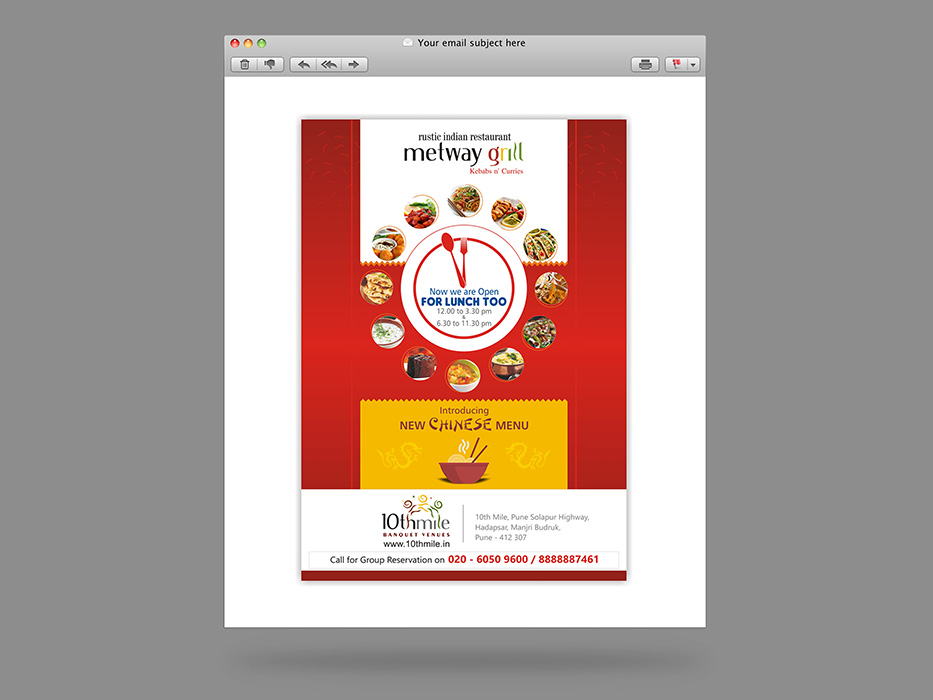 Your email subject here
rustic indian restaurant
metway grill
Kebabs n' Curries
Now we are Open
FOR LUNCH TOO
12.00 to 3.30 pm
&
6.30 to 11.30 pm
Introducing
NEW CHINESE MENU
10thmile
BANQUET VENUES
www.10thmile.in
10th Mile, Pune Solapur Highway,
Hadapsar, Manjri Budruk,
Pune - 412 307
Call for Group Reservation on 020 - 6050 9600 / 8888887461